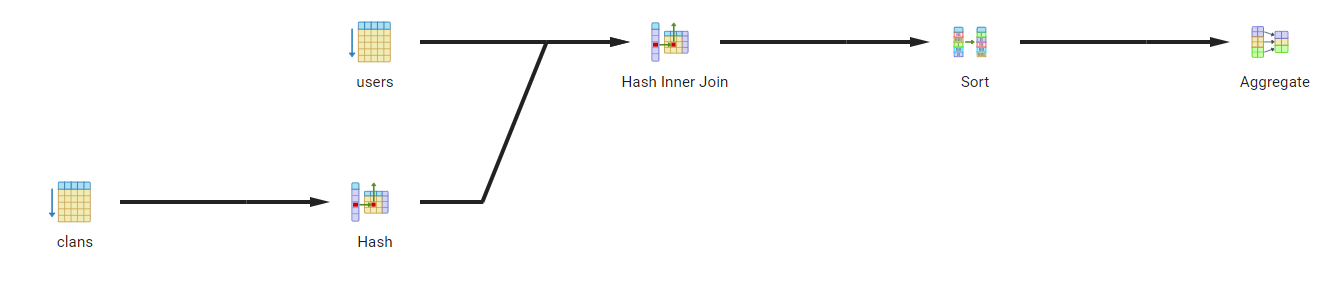 users
Hash Inner Join
Sort
Aggregate
clans
Hash